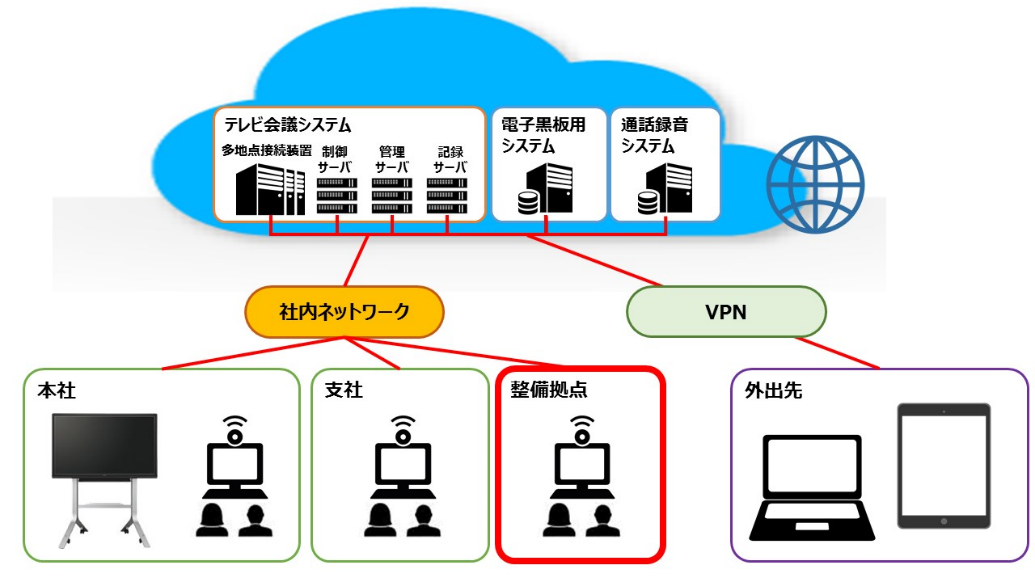 テレビ会議システム
多地点接続装置
制御
サーバ
管理
サーバ
記録
サーバ
電子黒板用
システム
通話録音
システム
社内ネットワーク
VPN
本社
支社
整備拠点
外出先